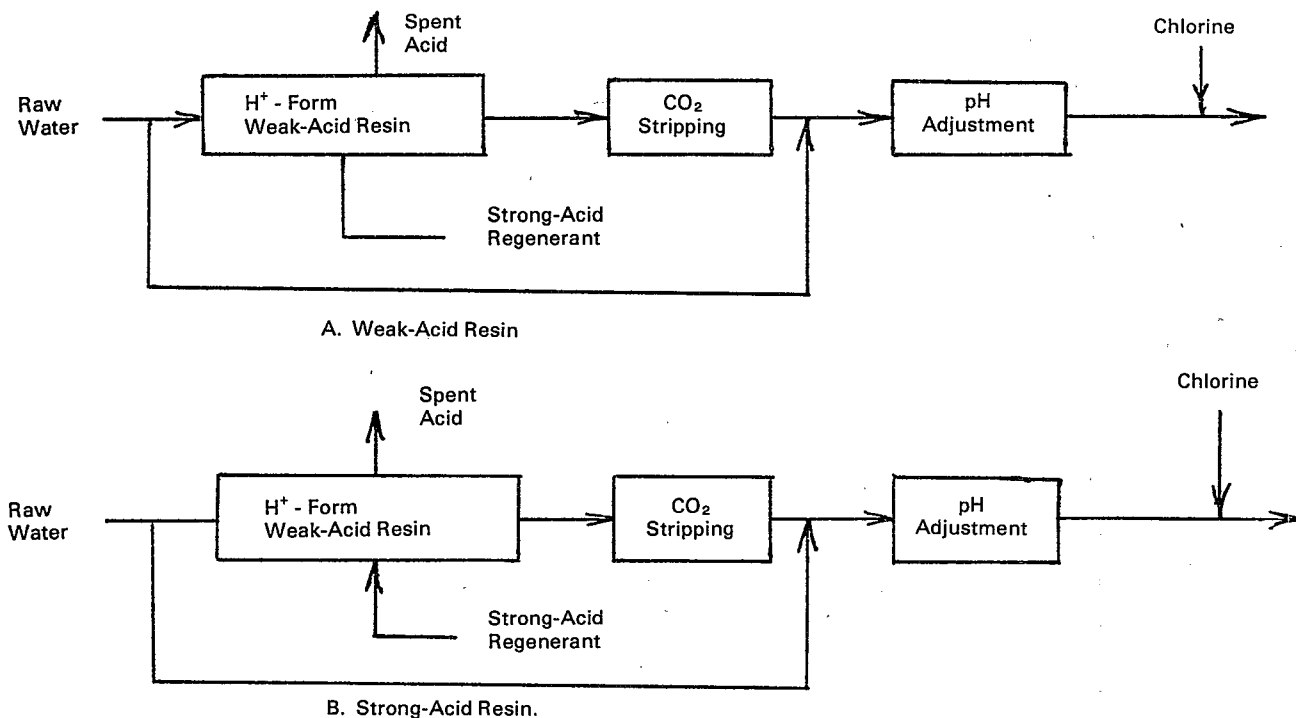 Spent
Acid
Chlorine
Raw
Water
H+ - Form
Weak-Acid Resin
CO2
Stripping
pH
Adjustment
Strong-Acid
Regenerant
A. Weak-Acid Resin
Spent
Acid
Chlorine
Raw
Water
H+ - Form
Weak-Acid Resin
CO2
Stripping
pH
Adjustment
Strong-Acid
Regenerant
B. Strong-Acid Resin.